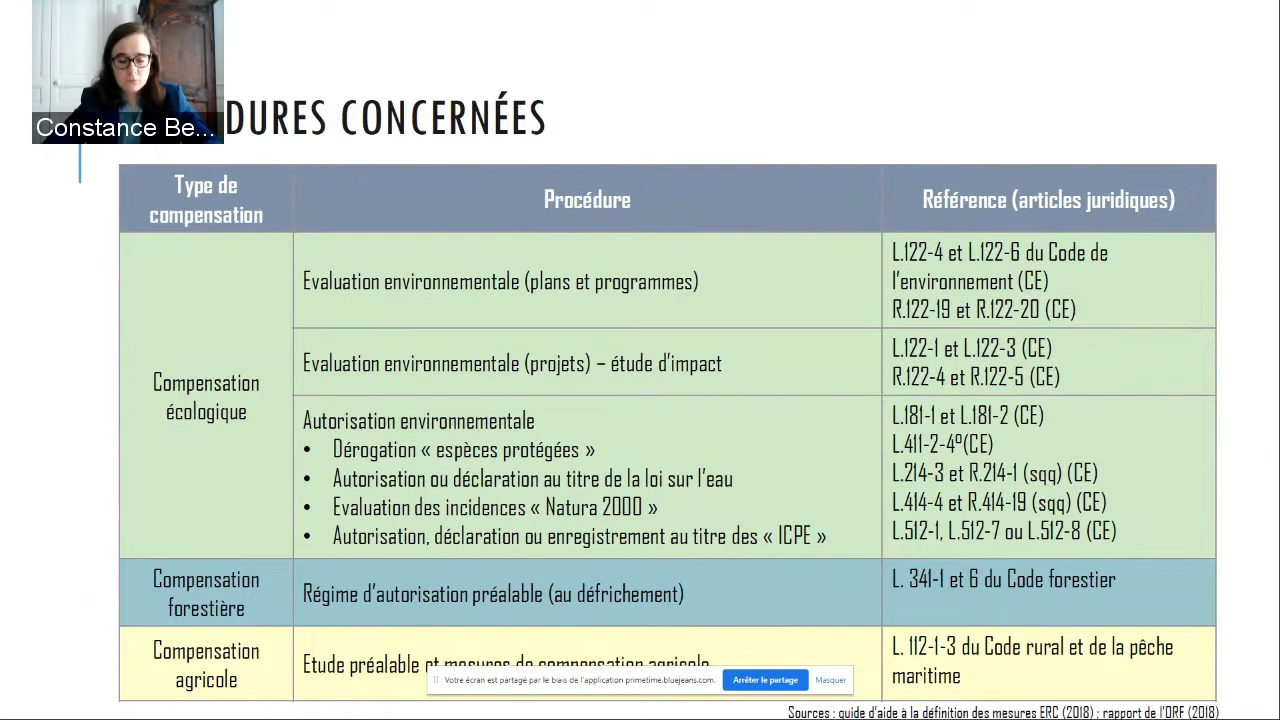 Constance Be...
DURES CONCERNÉES
Type de
compensation
Procédure
Référence (articles juridiques)
Compensation
écologique
Evaluation environnementale (plans et programmes)
L.122-4 et L.122-6 du Code de
l'environnement (CE)
R.122-19 et R.122-20 (CE)
Evaluation environnementale (projets) – étude d'impact
L.122-1 et L.122-3 (CE)
R.122-4 et R.122-5 (CE)
Autorisation environnementale
• Dérogation « espèces protégées »
• Autorisation ou déclaration au titre de la loi sur l'eau
• Evaluation des incidences « Natura 2000 »
• Autorisation, déclaration ou enregistrement au titre des « ICPE »
L.181-1 et L.181-2 (CE)
L.411-2-4º(CE)
L.214-3 et R.214-1 (sqq) (CE)
L.414-4 et R.414-19 (sqq) (CE)
L.512-1, L.512-7 ou L.512-8 (CE)
Compensation
forestière
Régime d'autorisation préalable (au défrichement)
L. 341-1 et 6 du Code forestier
Compensation
agricole
Etude préalable et mesures de compensation agricole
L. 112-1-3 du Code rural et de la pêche
maritime
Votre écran est partagé par le biais de l'application primetime.bluejeans.com.
Arrêter le partage
Masquer
Sources : guide d'aide à la définition des mesures ERC (2018) ; rapport de l'ORF (2018)